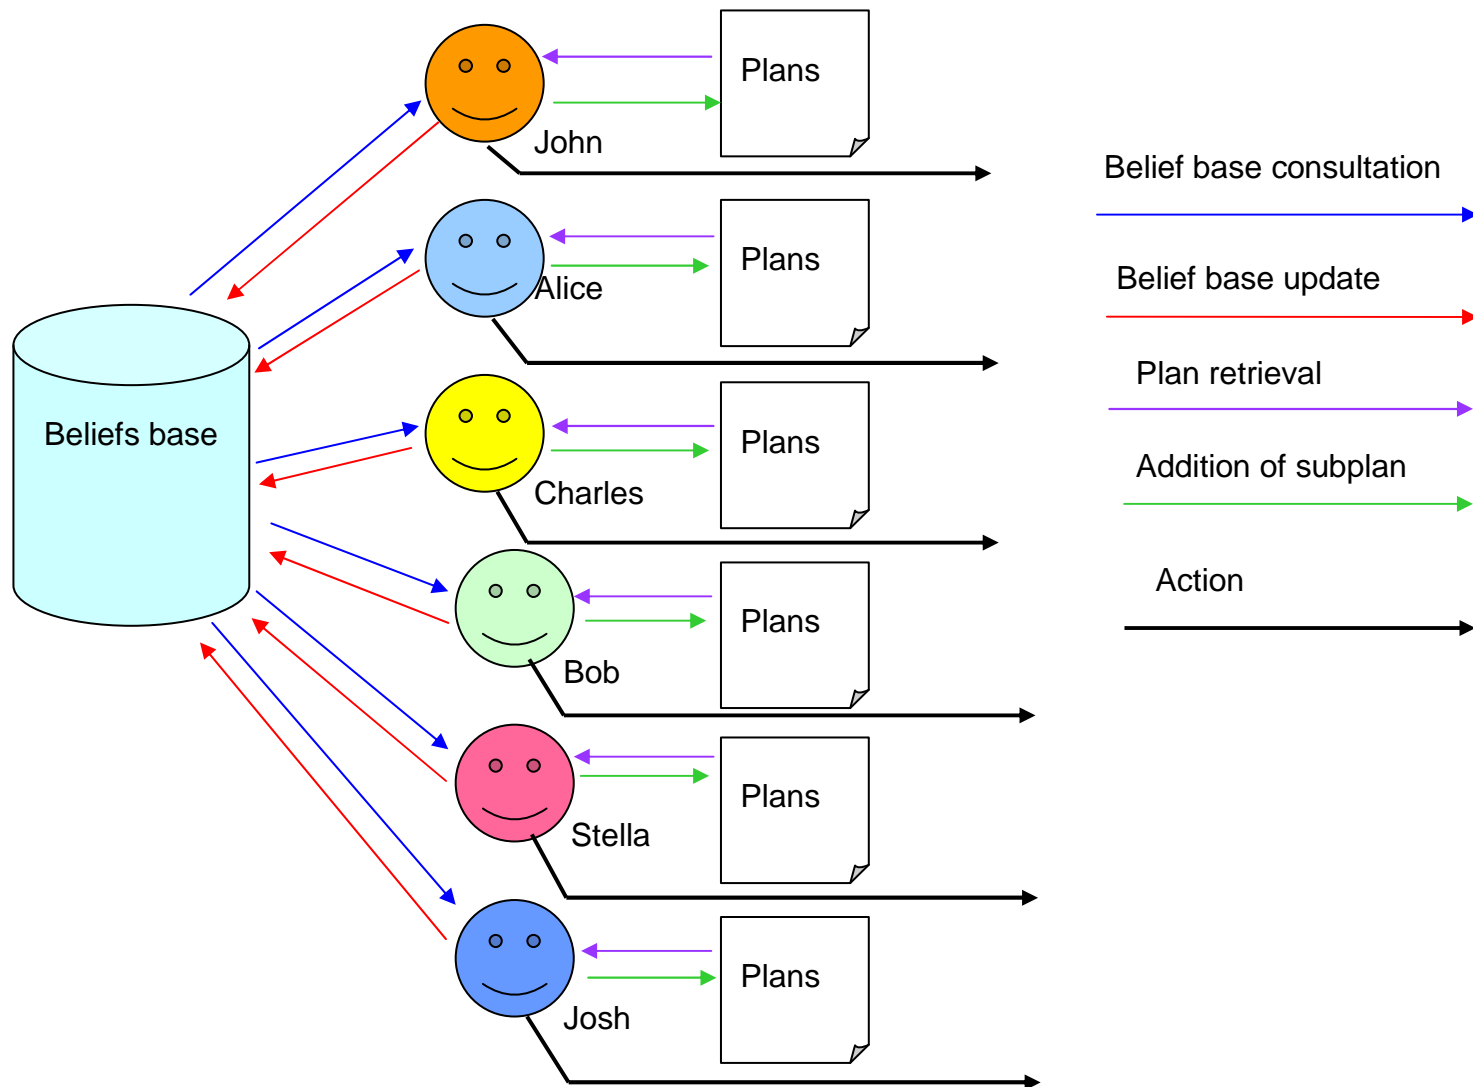 Plans
John
Belief base consultation
Plans
Alice
Belief base update
Plan retrieval
Beliefs base
Plans
Charles
Addition of subplan
Action
Plans
Bob
Plans
Stella
Plans
Josh